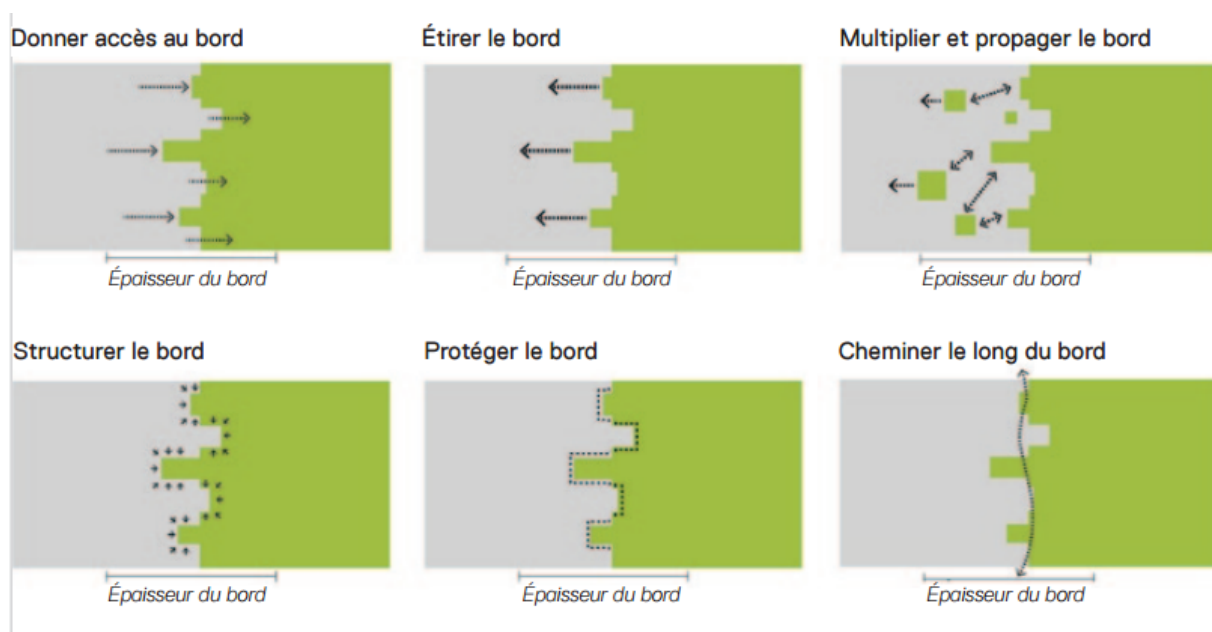 Donner accès au bord
Étirer le bord
Multiplier et propager le bord
Épaisseur du bord
Épaisseur du bord
Épaisseur du bord
Structurer le bord
Protéger le bord
Cheminer le long du bord
Épaisseur du bord
Épaisseur du bord
Épaisseur du bord